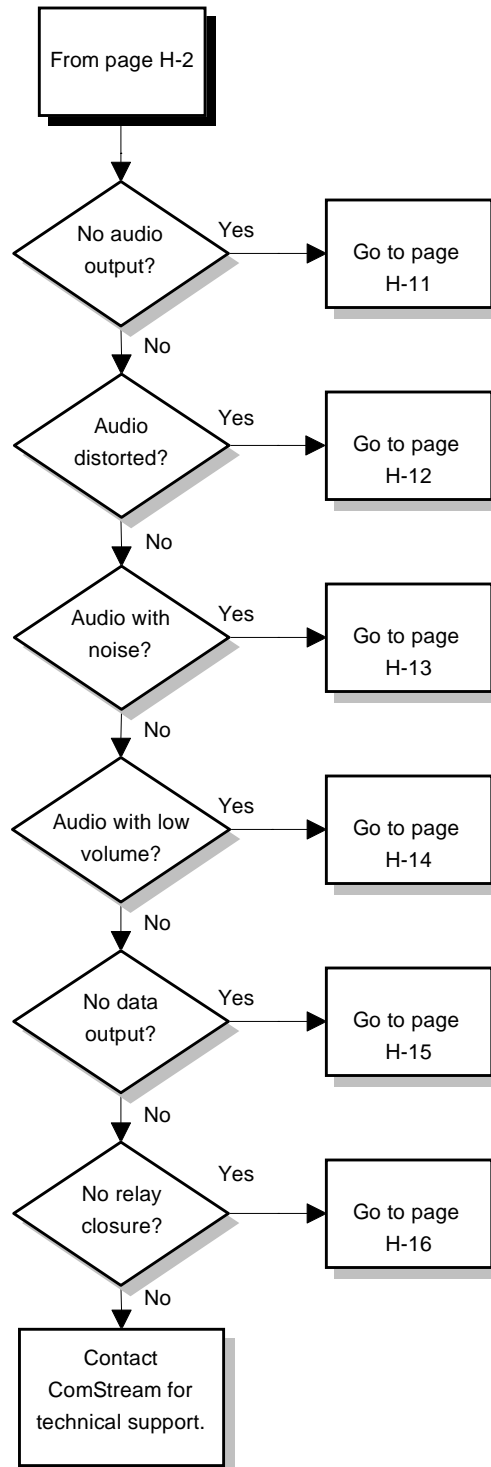 From page H-2
No audio
output?
Yes
Go to page
H-11
No
Audio
distorted?
Yes
Go to page
H-12
No
Audio with
noise?
Yes
Go to page
H-13
No
Audio with low
volume?
Yes
Go to page
H-14
No
No data
output?
Yes
Go to page
H-15
No
No relay
closure?
Yes
Go to page
H-16
No
Contact
ComStream for
technical support.